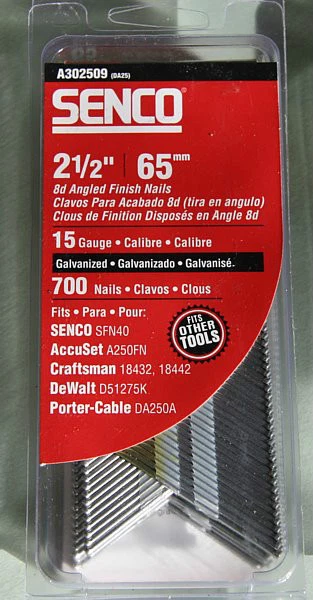 A302509 (DA25)
SENCO
2 1/2" | 65mm
8d Angled Finish Nails
Clavos Para Acabado 8d (tira en angulo)
Clous de Finition Disposés en Angle 8d
15 Gauge • Calibre • Calibre
Galvanized • Galvanizado • Galvanisé.
700 Nails • Clavos • Clous
Fits • Para • Pour:
SENCO SFN40
AccuSet A250FN
Craftsman 18432, 18442
DeWalt D51275K
Porter-Cable DA250A
FITS
OTHER
TOOLS